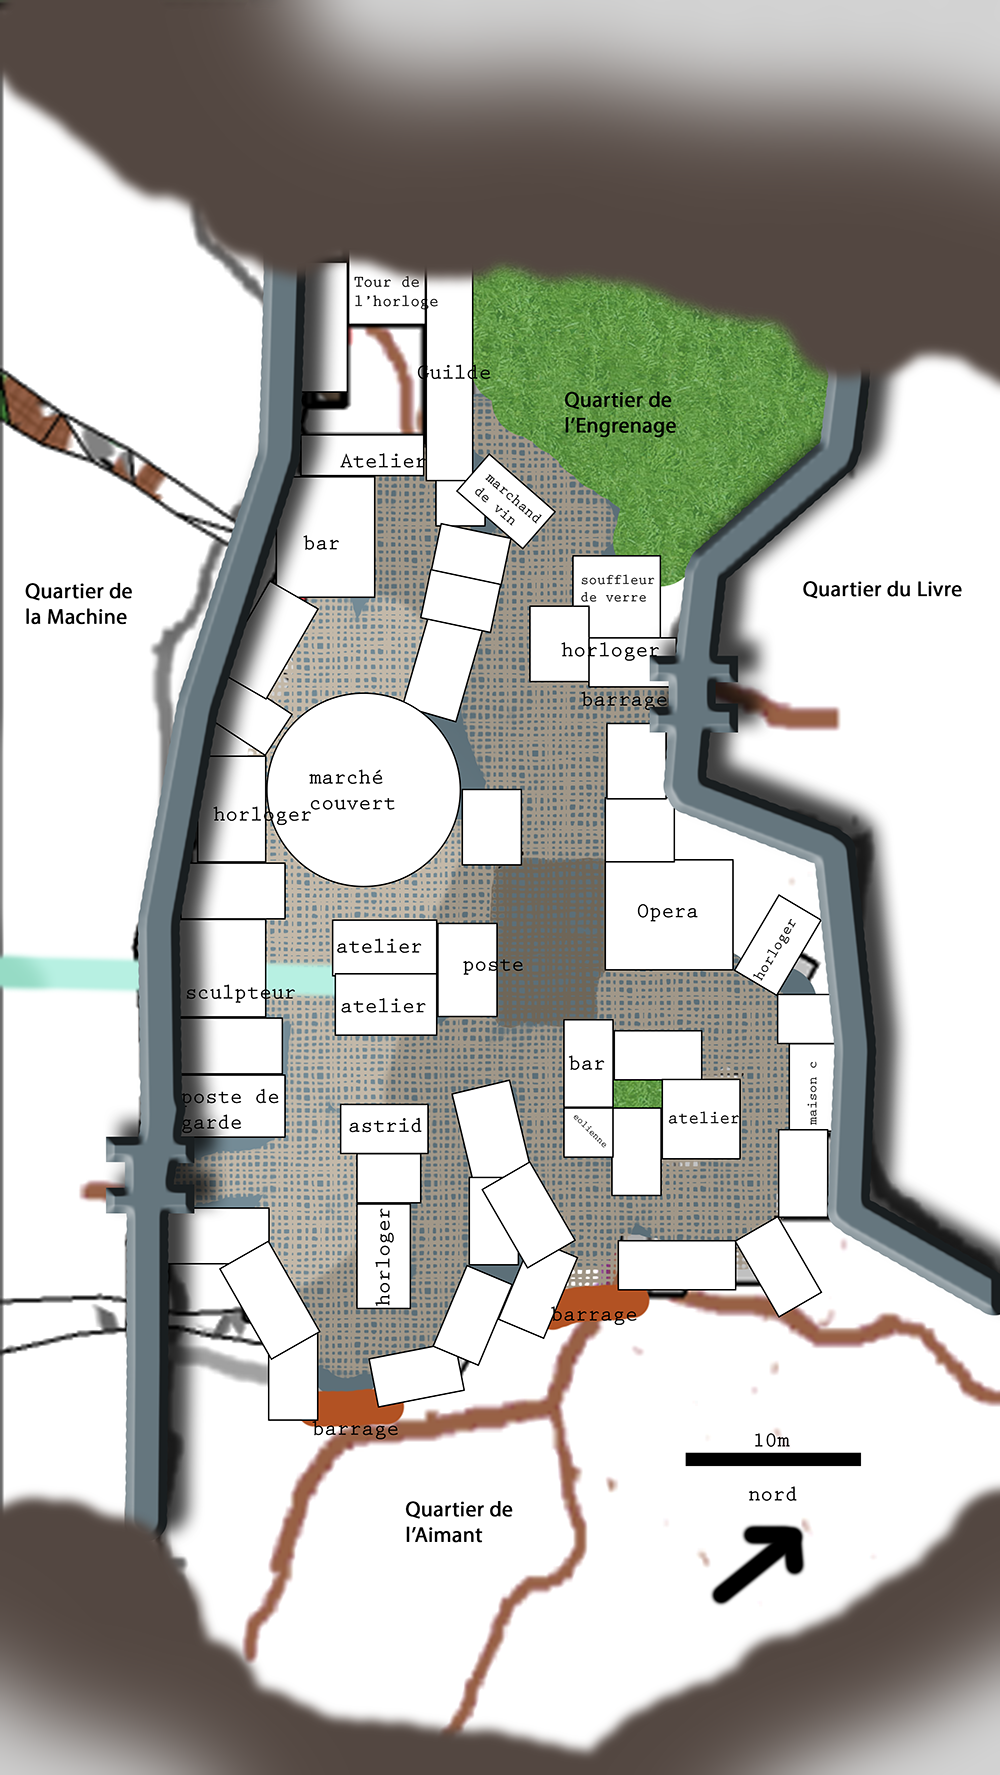 Tour de
l'horloge
Guilde
Quartier de
l'Engrenage
Atelier
marchand
de vin
bar
souffleur
de verre
Quartier de
la Machine
Quartier du Livre
horloger
barrage
marché
couvert
horloger
Opera
horloger
atelier
poste
sculpteur
atelier
bar
maison c
poste de
garde
astrid
eolienne
atelier
horloger
barrage
barrage
10m
nord
Quartier de
l'Aimant